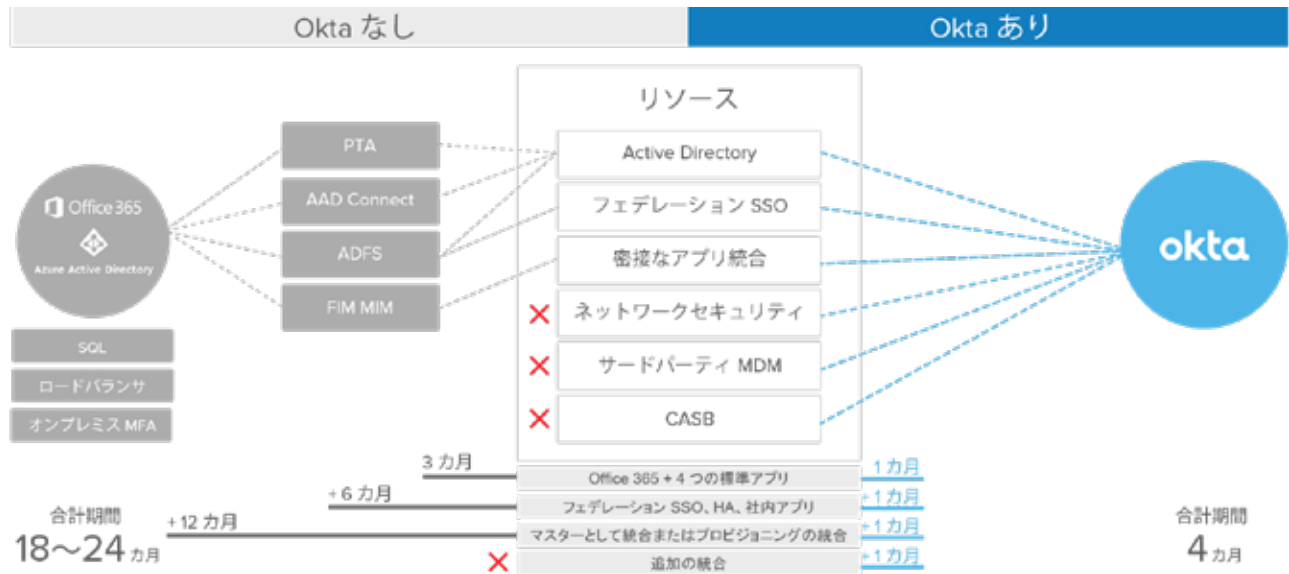 Okta なし
Okta あり
リソース
PTA
AAD Connect
ADFS
FIM MIM
Office 365
Azure Active Directory
SQL
ロードバランサ
オンプレミス MFA
Active Directory
フェデレーション SSO
密接なアプリ統合
ネットワークセキュリティ
サードパーティ MDM
CASB
okta
3 カ月
Office 365 + 4 つの標準アプリ
1 カ月
+ 6 カ月
フェデレーション SSO、HA、社内アプリ
+1 カ月
+ 12 カ月
マスターとして統合またはプロビジョニングの統合
+1 カ月
追加の統合
+1 カ月
合計期間
18〜24 カ月
合計期間
4 カ月